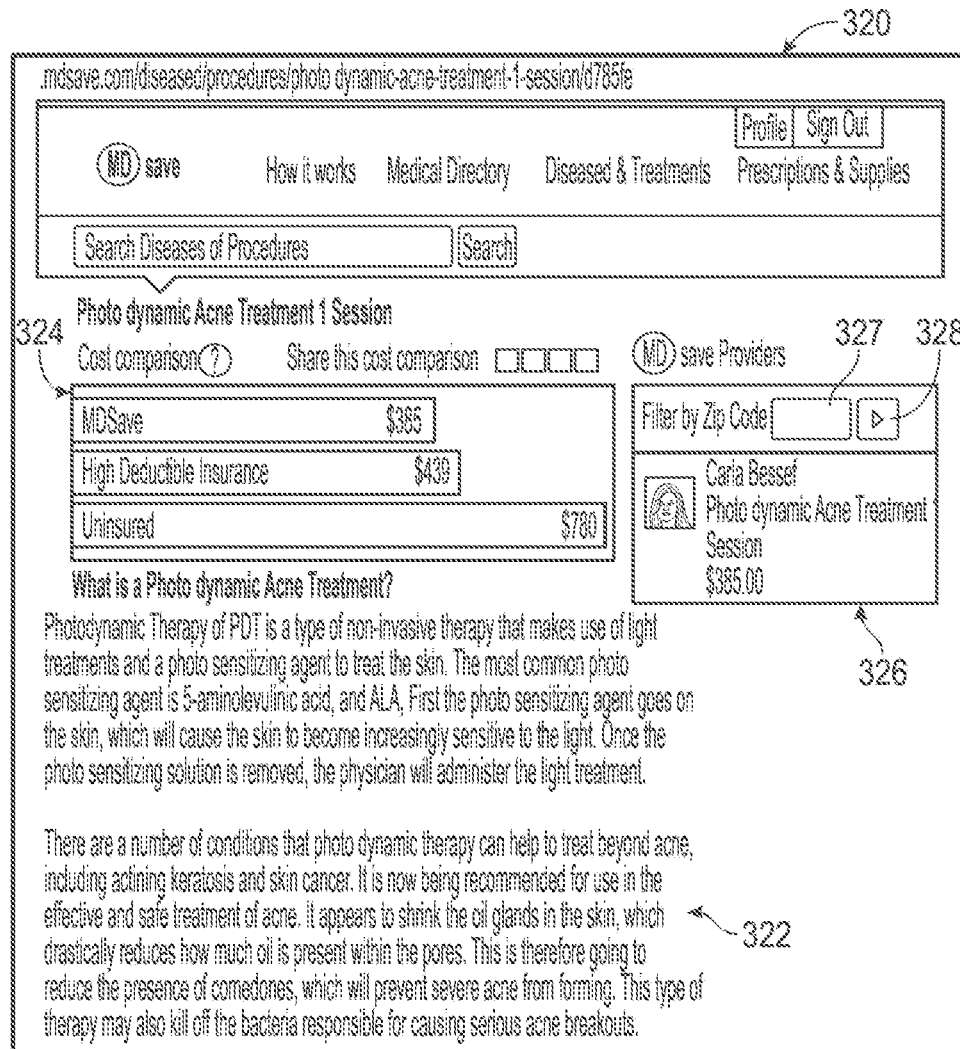 320
.mdsave.com/diseased/procedures/photo dynamic-acne-treatment-1-session/d785fe
Profile Sign Out
MD save How it works Medical Directory Diseased & Treatments Prescriptions & Supplies
Search Diseases of Procedures Search
Photo dynamic Acne Treatment 1 Session
324 327 328
Cost comparison ? Share this cost comparison MD save Providers
MDSave $385
Filter by Zip Code
High Deductible Insurance $439
Carla Bessef
Photo dynamic Acne Treatment 1
Uninsured $780
Session
$385.00
What is a Photo dynamic Acne Treatment?
326
Photodynamic Therapy of PDT is a type of non-invasive therapy that makes use of light
treatments and a photo sensitizing agent to treat the skin. The most common photo
sensitizing agent is 5-aminolevulinic acid, and ALA, First the photo sensitizing agent goes on
the skin, which will cause the skin to become increasingly sensitive to the light. Once the
photo sensitizing solution is removed, the physician will administer the light treatment.
There are a number of conditions that photo dynamic therapy can help to treat beyond acne,
including actining keratosis and skin cancer. It is now being recommended for use in the
effective and safe treatment of acne. It appears to shrink the oil glands in the skin, which
322
drastically reduces how much oil is present within the pores. This is therefore going to
reduce the presence of comedones, which will prevent severe acne from forming. This type of
therapy may also kill off the bacteria responsible for causing serious acne breakouts.